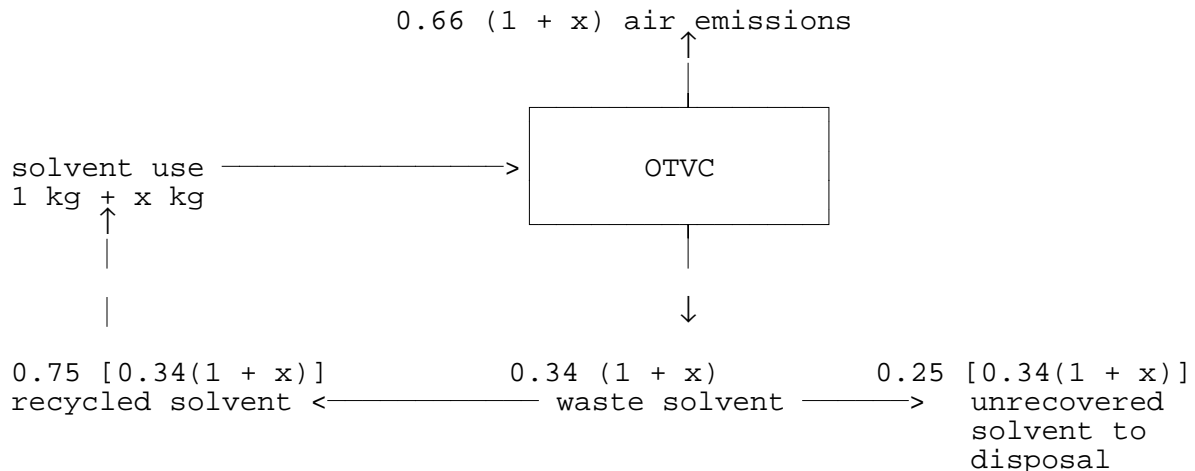 0.66 (1 + x) air emissions
solvent use
OTVC
1 kg + x kg
0.75 [0.34(1 + x)]
0.34 (1 + x)
0.25 [0.34(1 + x)]
recycled solvent
waste solvent
unrecovered
solvent to
disposal